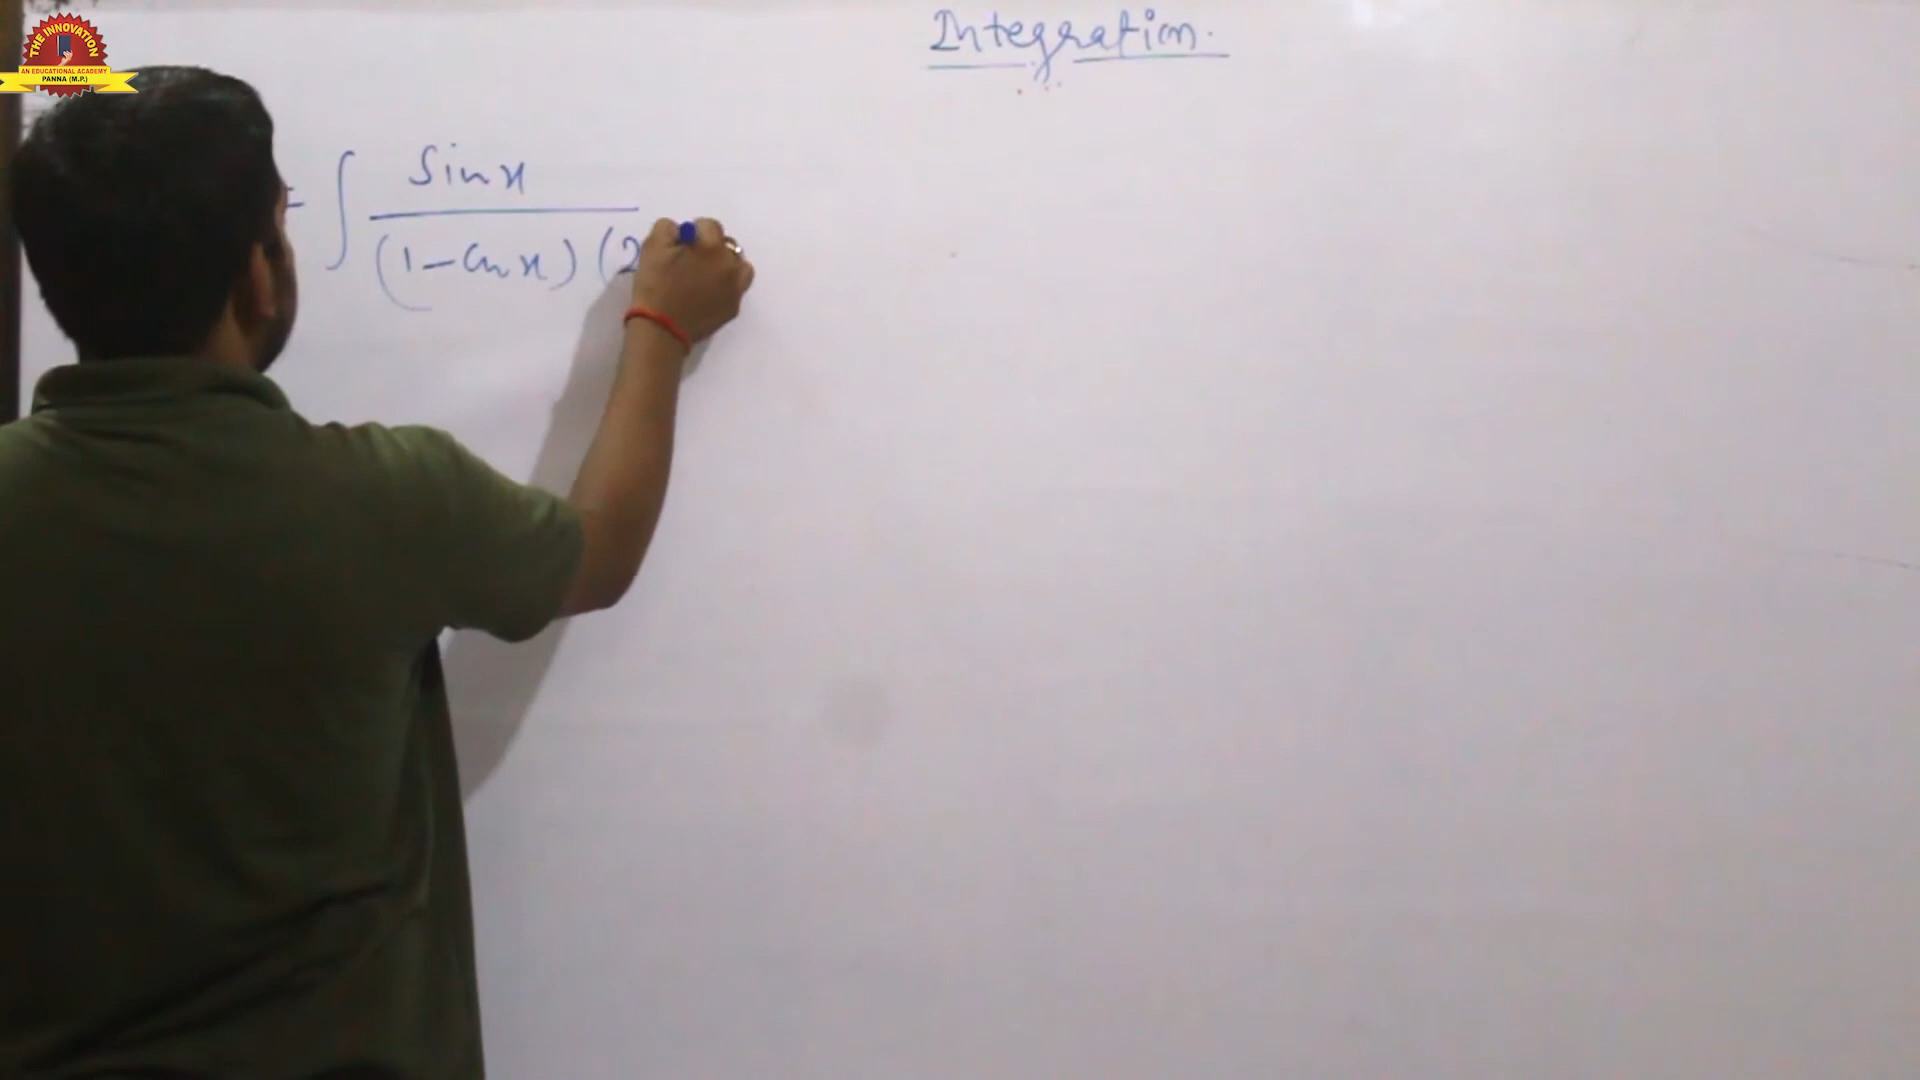 THE INNOVATION
AN EDUCATIONAL ACADEMY
PANNA (M.P.)
Integration.
= ∫ Sin x
(1 - Cos x) (2